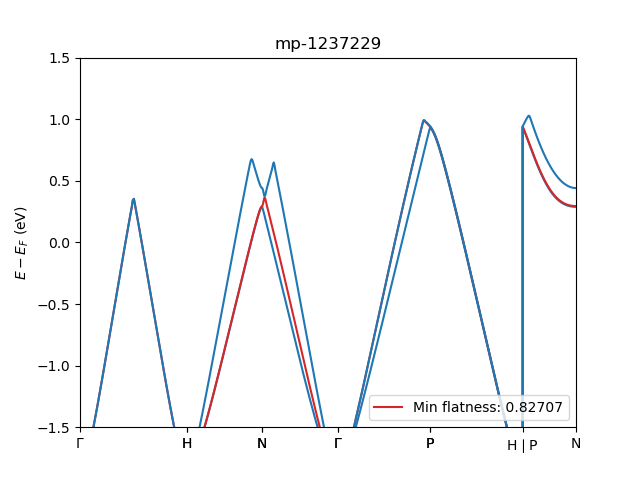 mp-1237229
E − E_F (eV)
1.5
1.0
0.5
0.0
−0.5
−1.0
−1.5
Min flatness: 0.82707
Γ H N Γ P H | P N